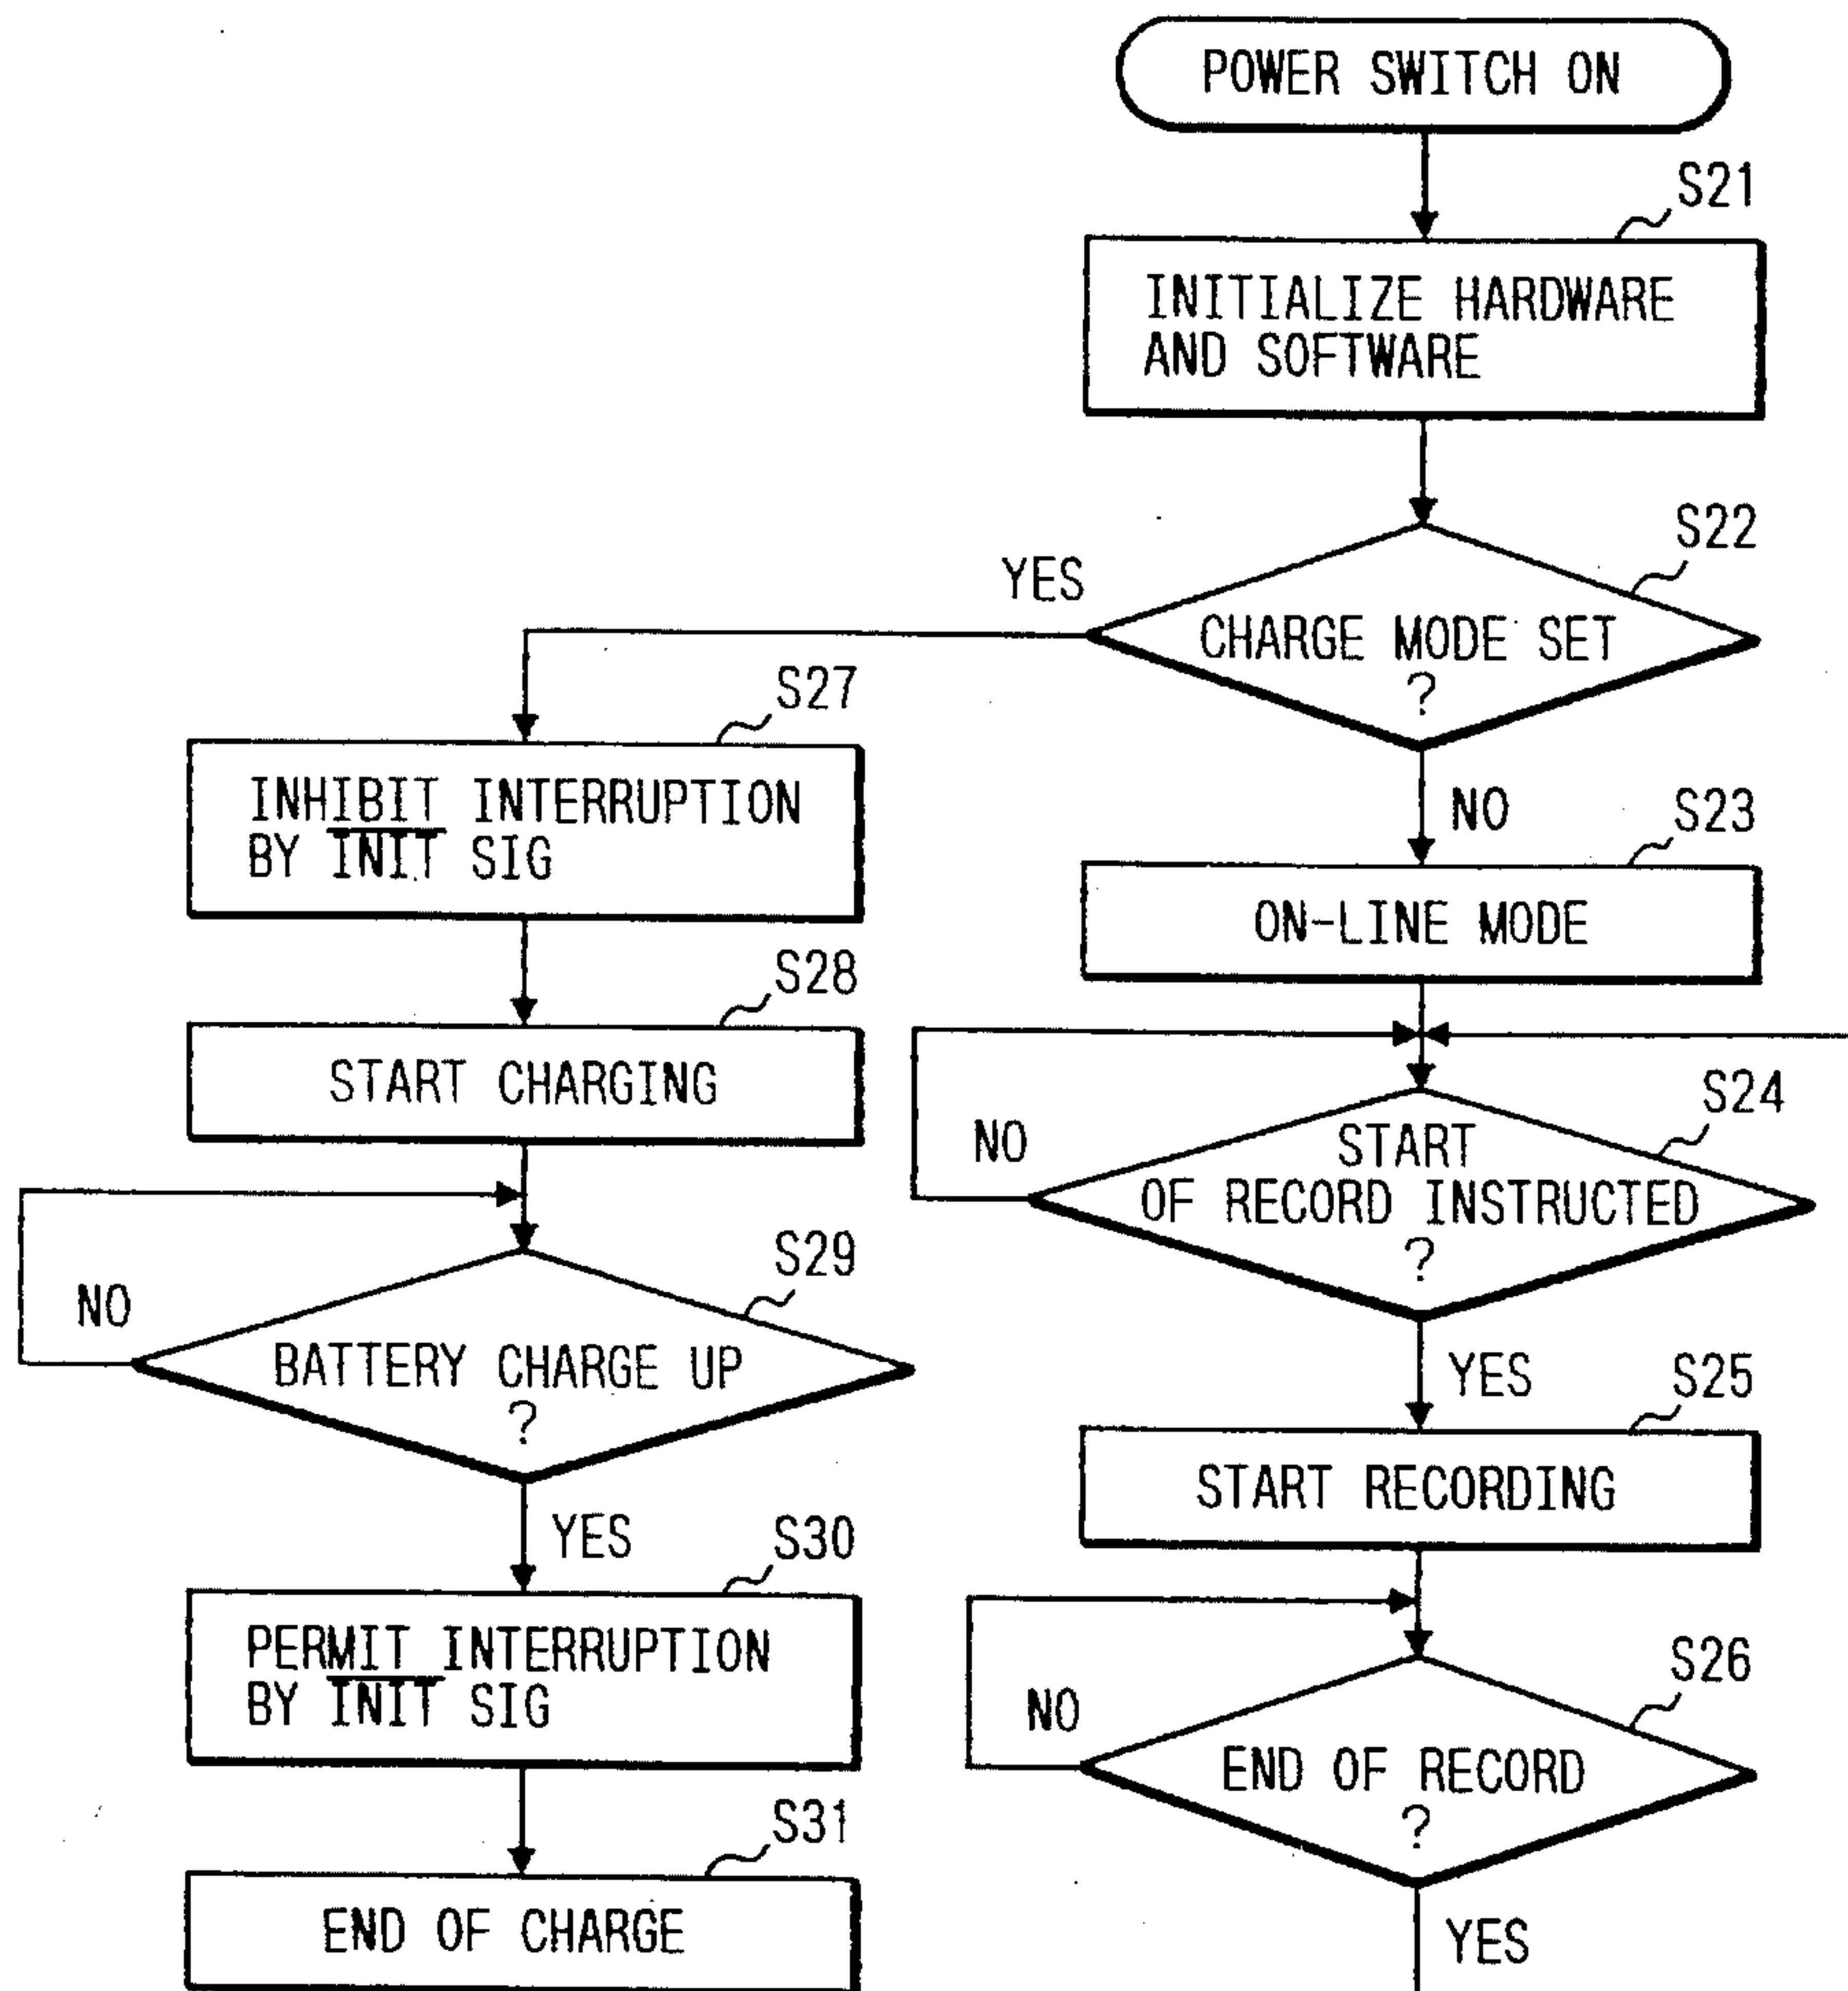 POWER SWITCH ON
S21
INITIALIZE HARDWARE
AND SOFTWARE
S22
YES
CHARGE MODE SET
?
NO
S27
INHIBIT INTERRUPTION
BY I̅N̅I̅T̅ SIG
S23
ON-LINE MODE
S28
START CHARGING
S24
NO
START
OF RECORD INSTRUCTED
?
YES
S29
NO
BATTERY CHARGE UP
?
YES
S25
START RECORDING
S30
PERMIT INTERRUPTION
BY I̅N̅I̅T̅ SIG
S26
NO
END OF RECORD
?
YES
S31
END OF CHARGE